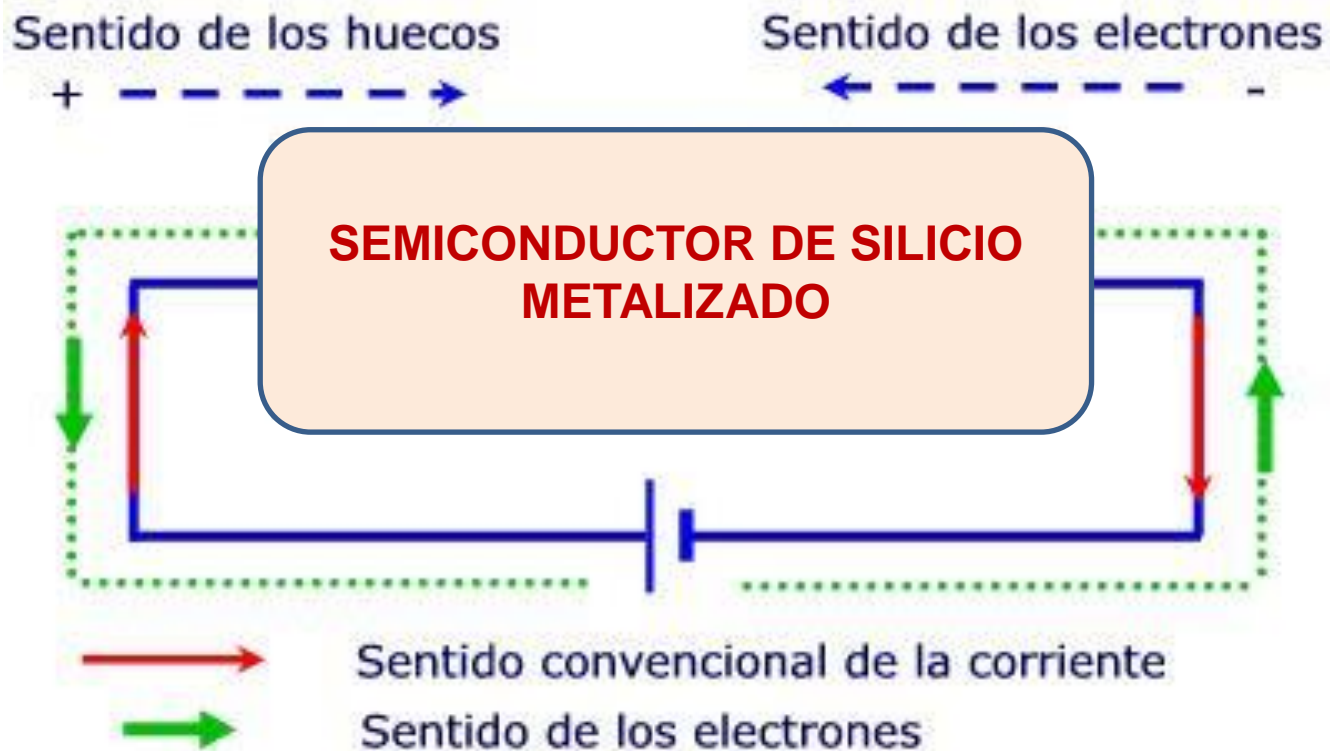 Sentido de los huecos
Sentido de los electrones
+
-
SEMICONDUCTOR DE SILICIO
METALIZADO
Sentido convencional de la corriente
Sentido de los electrones